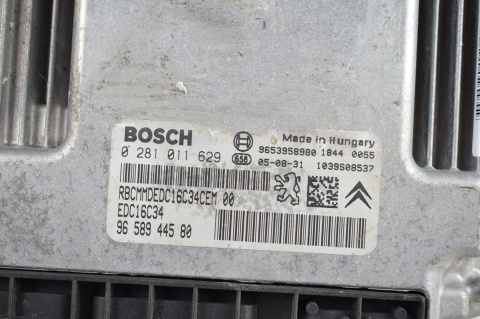 BOSCH
Made in Hungary
9653958980 1844 0055
0 281 011 629
658
05-08-31 1039S08537
RBCMMDEDC16C34CEM 00
EDC16C34
96 589 445 80